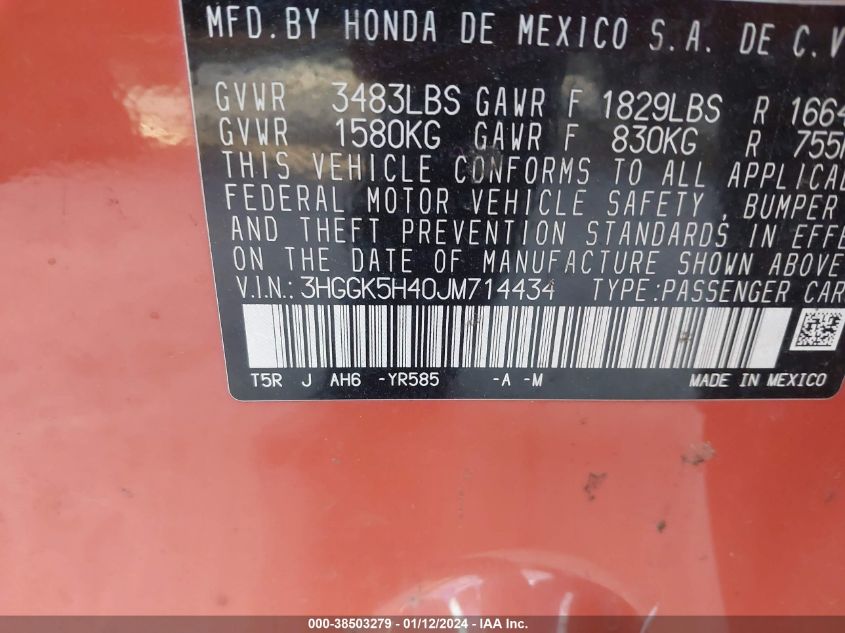 MFD.BY HONDA DE MEXICO S.A. DE C.V
GVWR 3483LBS GAWR F 1829LBS R 1664
GVWR 1580KG GAWR F 830KG R 755
THIS VEHICLE CONFORMS TO ALL APPLICAL
FEDERAL MOTOR VEHICLE SAFETY, BUMPER
AND THEFT PREVENTION STANDARDS IN EFFE
ON THE DATE OF MANUFACTURE SHOWN ABOVE
V.I.N.: 3HGGK5H40JM714434 TYPE:PASSENGER CAR
T5R J AH6 -YR585 -A -M MADE IN MEXICO
000-38503279 - 01/12/2024 - IAA Inc.